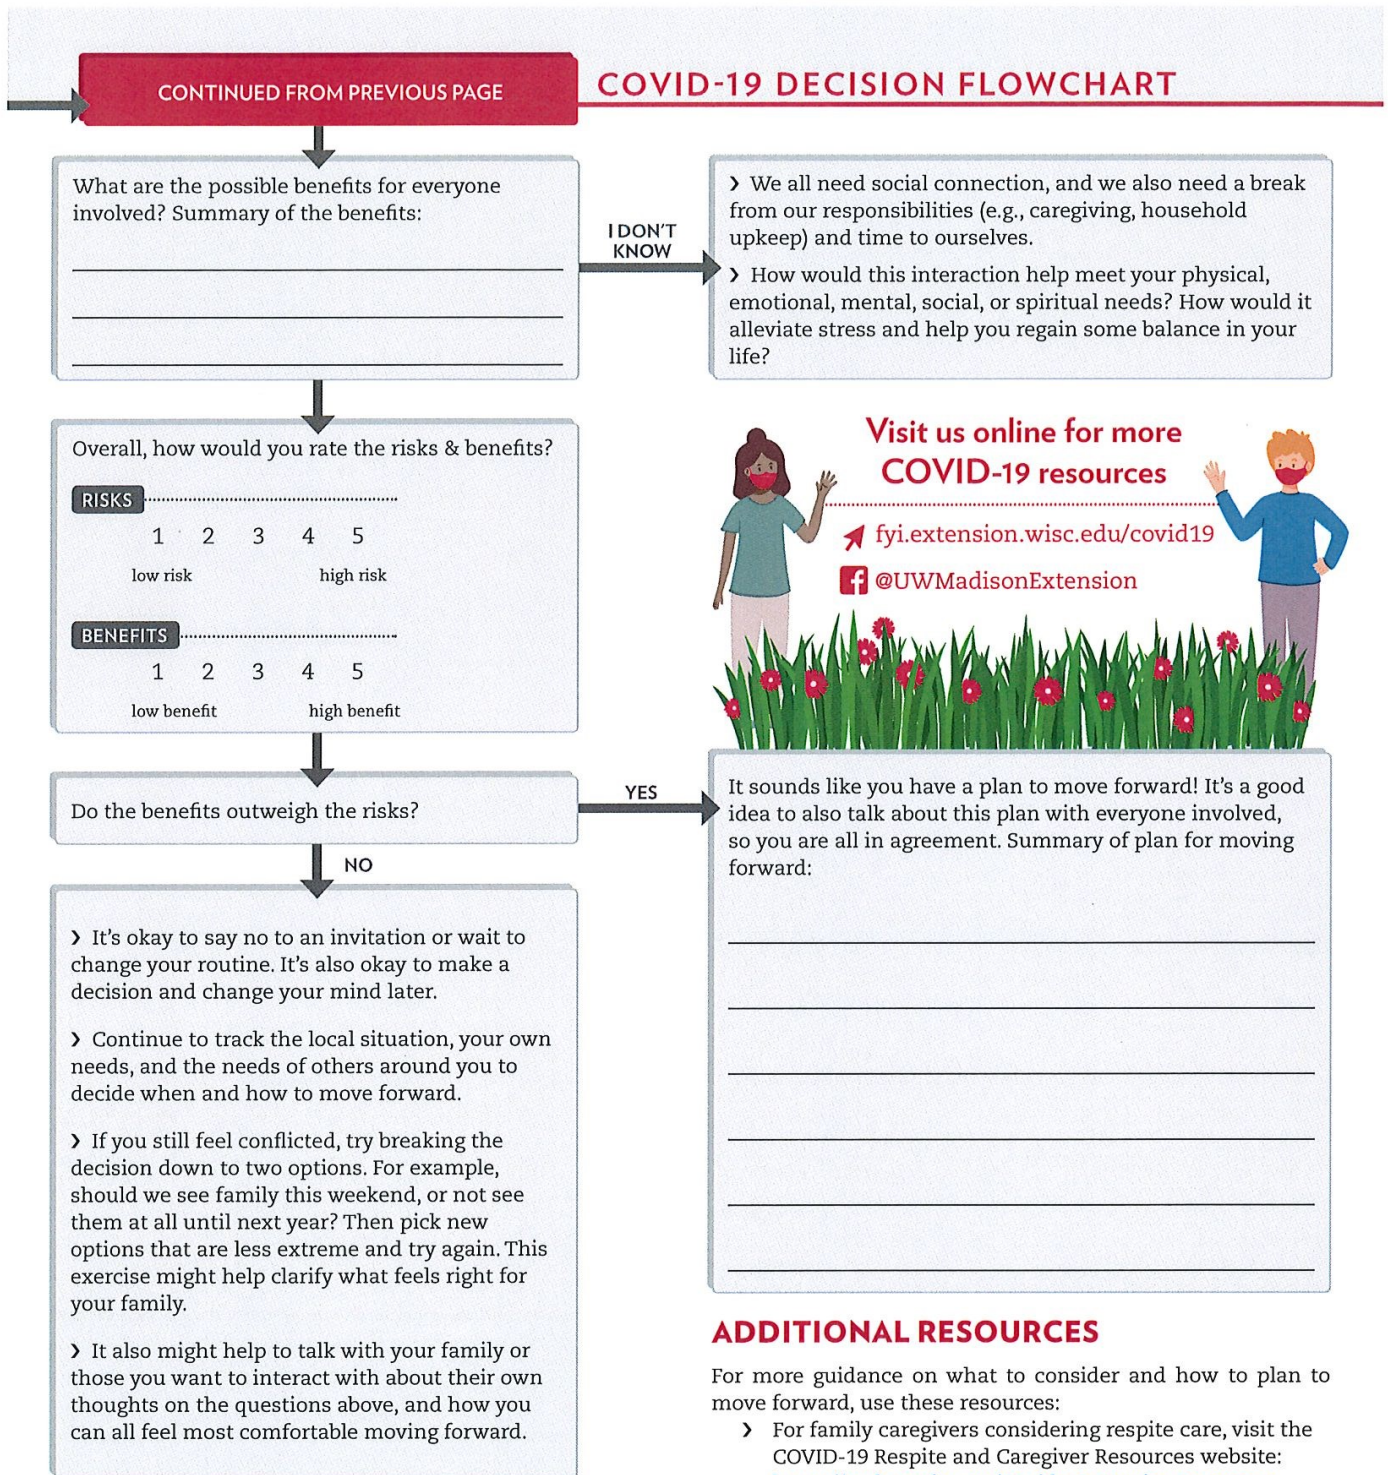 CONTINUED FROM PREVIOUS PAGE
COVID-19 DECISION FLOWCHART
What are the possible benefits for everyone
involved? Summary of the benefits:
I DON'T
KNOW
❯ We all need social connection, and we also need a break
from our responsibilities (e.g., caregiving, household
upkeep) and time to ourselves.
❯ How would this interaction help meet your physical,
emotional, mental, social, or spiritual needs? How would it
alleviate stress and help you regain some balance in your
life?
Overall, how would you rate the risks & benefits?
RISKS
1 2 3 4 5
low risk high risk
BENEFITS
1 2 3 4 5
low benefit high benefit
Visit us online for more
COVID-19 resources
fyi.extension.wisc.edu/covid19
@UWMadisonExtension
Do the benefits outweigh the risks?
YES
NO
It sounds like you have a plan to move forward! It's a good
idea to also talk about this plan with everyone involved,
so you are all in agreement. Summary of plan for moving
forward:
❯ It's okay to say no to an invitation or wait to
change your routine. It's also okay to make a
decision and change your mind later.
❯ Continue to track the local situation, your own
needs, and the needs of others around you to
decide when and how to move forward.
❯ If you still feel conflicted, try breaking the
decision down to two options. For example,
should we see family this weekend, or not see
them at all until next year? Then pick new
options that are less extreme and try again. This
exercise might help clarify what feels right for
your family.
❯ It also might help to talk with your family or
those you want to interact with about their own
thoughts on the questions above, and how you
can all feel most comfortable moving forward.
ADDITIONAL RESOURCES
For more guidance on what to consider and how to plan to
move forward, use these resources:
❯ For family caregivers considering respite care, visit the
COVID-19 Respite and Caregiver Resources website: